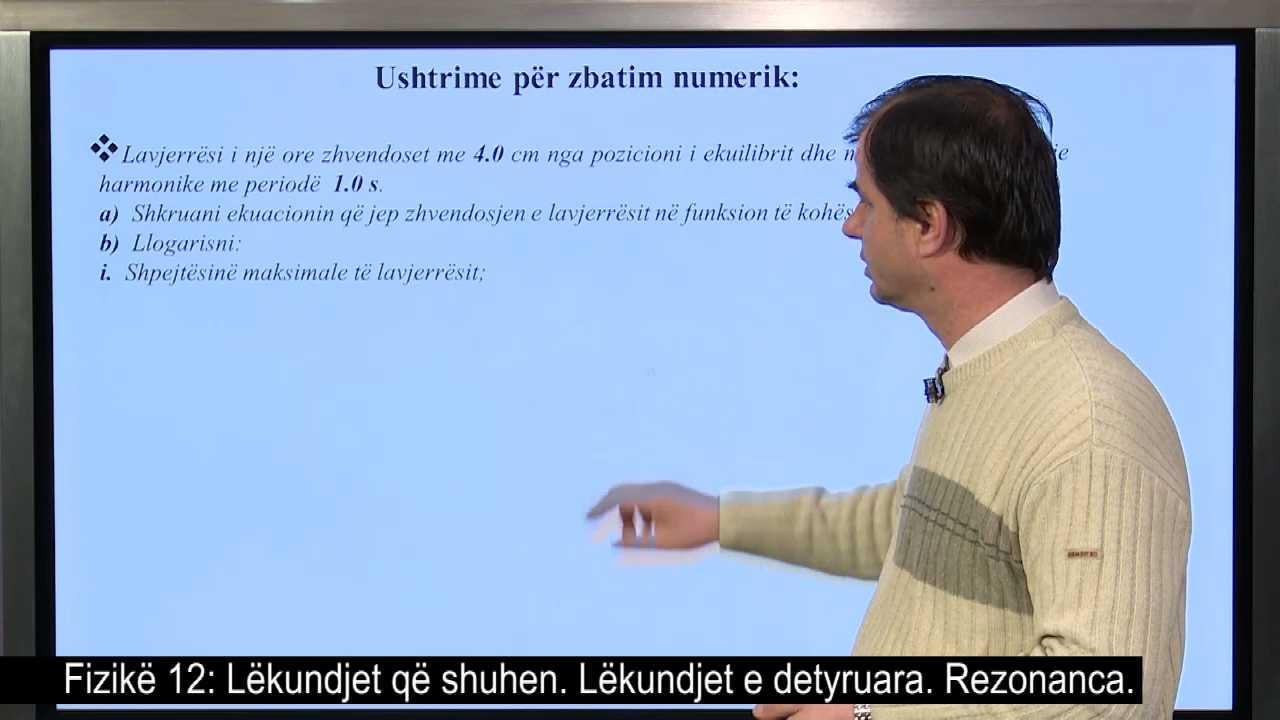 Ushtrime për zbatim numerik:
Lavjerrësi i një ore zhvendoset me 4.0 cm nga pozicioni i ekuilibrit dhe
harmonike me periodë 1.0 s.
a) Shkruani ekuacionin që jep zhvendosjen e lavjerrësit në funksion të kohës
b) Llogarisni:
i. Shpejtësinë maksimale të lavjerrësit;
Fizikë 12: Lëkundjet që shuhen. Lëkundjet e detyruara. Rezonanca.